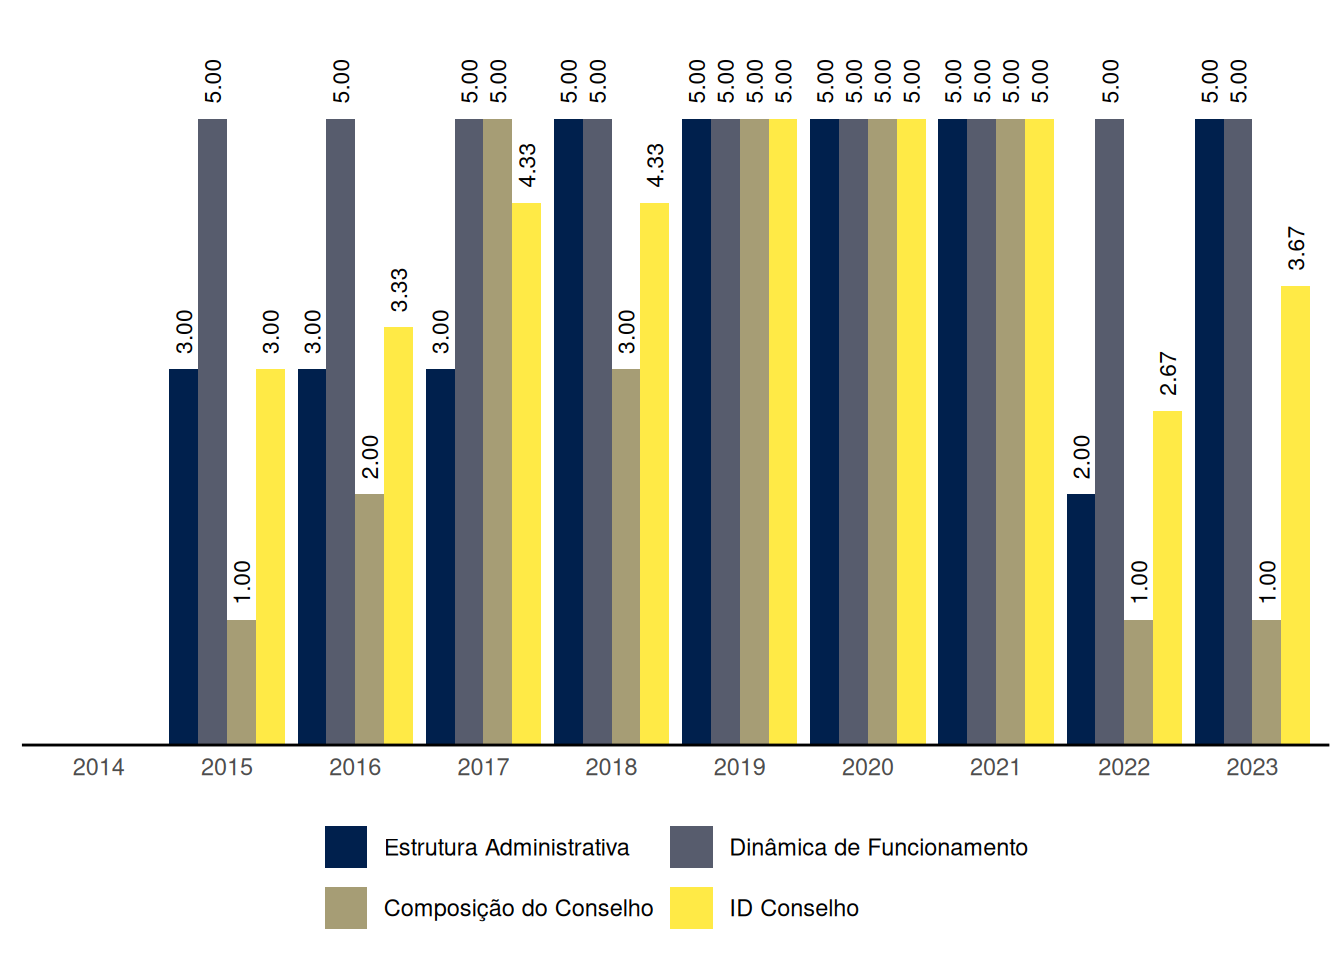 5.00 5.00 5.00 5.00 5.00 5.00 5.00 5.00 5.00 5.00 5.00 5.00 5.00 5.00 5.00 5.00 5.00 5.00 5.00 5.00 5.00
4.33 4.33
3.67
3.33
3.00 3.00 3.00 3.00 3.00
2.67
2.00 2.00
1.00 1.00 1.00
2014 2015 2016 2017 2018 2019 2020 2021 2022 2023
Estrutura Administrativa Dinâmica de Funcionamento
Composição do Conselho ID Conselho